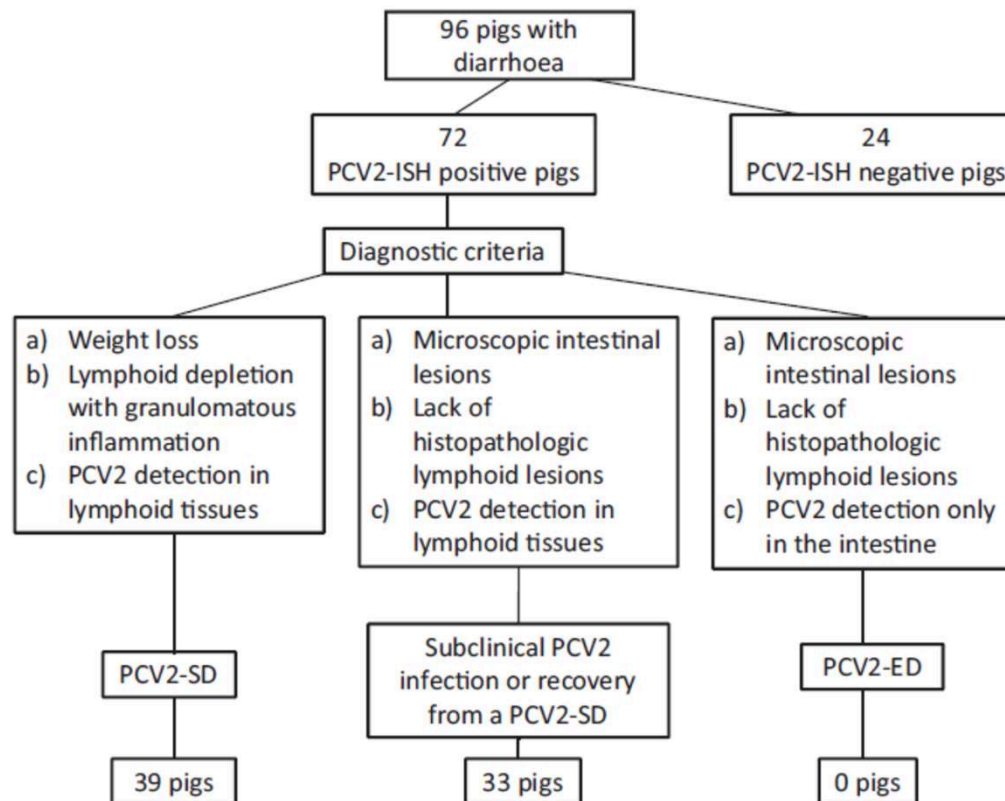 96 pigs with
diarrhoea
72
PCV2-ISH positive pigs
24
PCV2-ISH negative pigs
Diagnostic criteria
a) Weight loss
b) Lymphoid depletion
with granulomatous
inflammation
c) PCV2 detection in
lymphoid tissues
a) Microscopic intestinal
lesions
b) Lack of
histopathologic
lymphoid lesions
c) PCV2 detection in
lymphoid tissues
a) Microscopic
intestinal lesions
b) Lack of
histopathologic
lymphoid lesions
c) PCV2 detection only
in the intestine
PCV2-SD
Subclinical PCV2
infection or recovery
from a PCV2-SD
PCV2-ED
39 pigs
33 pigs
0 pigs